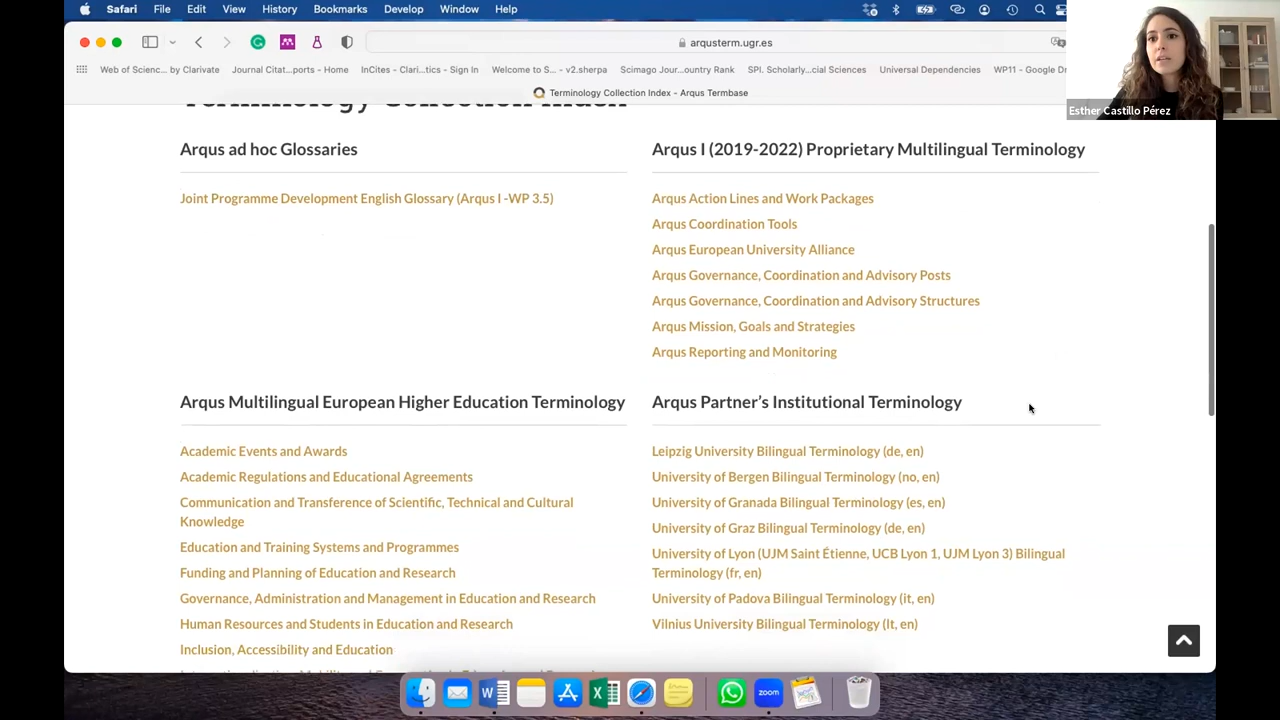 Safari File Edit View History Bookmarks Develop Window Help
arqusterm.ugr.es
Web of Scienc... by Clarivate Journal Citat...ports - Home InCites - Clari...tics - Sign In Welcome to S... - v2.sherpa Scimago Jour...ountry Rank SPI. Scholarly...cial Sciences Universal Dependencies WP11 - Google Dr
Terminology Collection Index - Arqus Termbase
Esther Castillo Pérez
Terminology Collection Index
Arqus ad hoc Glossaries
Joint Programme Development English Glossary (Arqus I -WP 3.5)
Arqus I (2019-2022) Proprietary Multilingual Terminology
Arqus Action Lines and Work Packages
Arqus Coordination Tools
Arqus European University Alliance
Arqus Governance, Coordination and Advisory Posts
Arqus Governance, Coordination and Advisory Structures
Arqus Mission, Goals and Strategies
Arqus Reporting and Monitoring
Arqus Multilingual European Higher Education Terminology
Academic Events and Awards
Academic Regulations and Educational Agreements
Communication and Transference of Scientific, Technical and Cultural
Knowledge
Education and Training Systems and Programmes
Funding and Planning of Education and Research
Governance, Administration and Management in Education and Research
Human Resources and Students in Education and Research
Inclusion, Accessibility and Education
Arqus Partner’s Institutional Terminology
Leipzig University Bilingual Terminology (de, en)
University of Bergen Bilingual Terminology (no, en)
University of Granada Bilingual Terminology (es, en)
University of Graz Bilingual Terminology (de, en)
University of Lyon (UJM Saint Étienne, UCB Lyon 1, UJM Lyon 3) Bilingual
Terminology (fr, en)
University of Padova Bilingual Terminology (it, en)
Vilnius University Bilingual Terminology (lt, en)
zoom